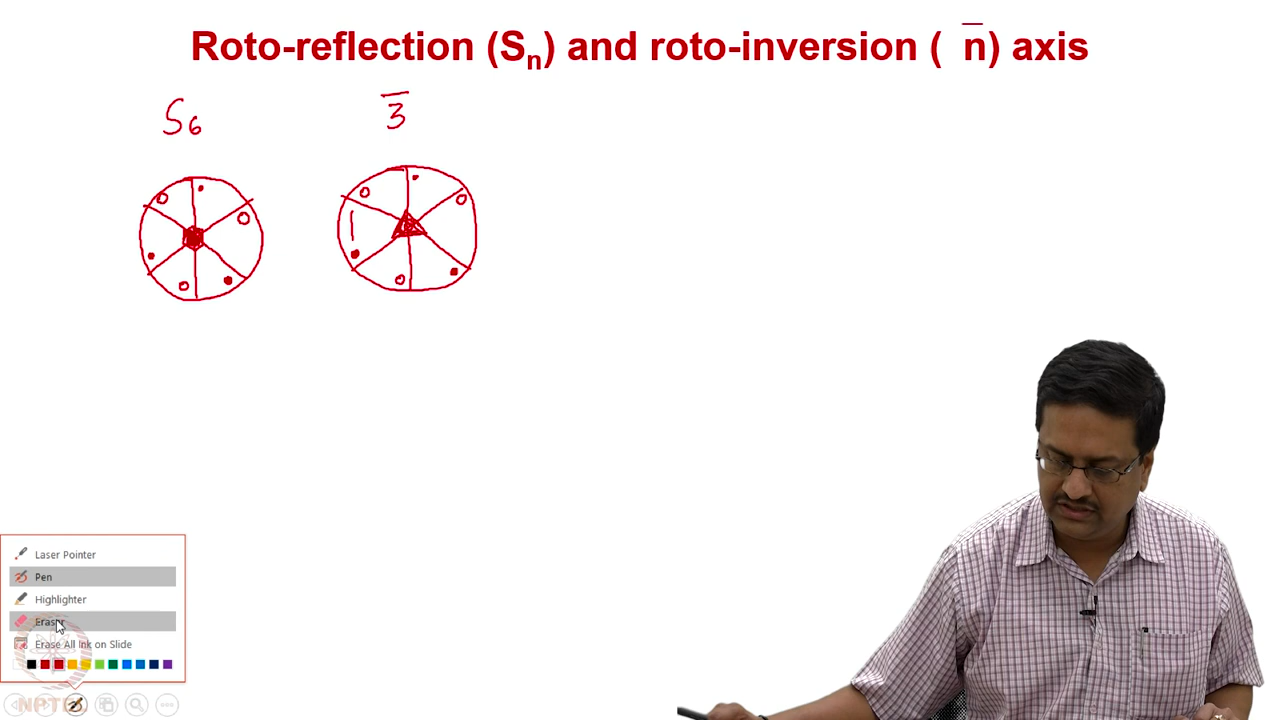 Roto-reflection (Sn) and roto-inversion ( n̅) axis
S6
3̅
Laser Pointer
Pen
Highlighter
Eraser
Erase All Ink on Slide
NPTEL